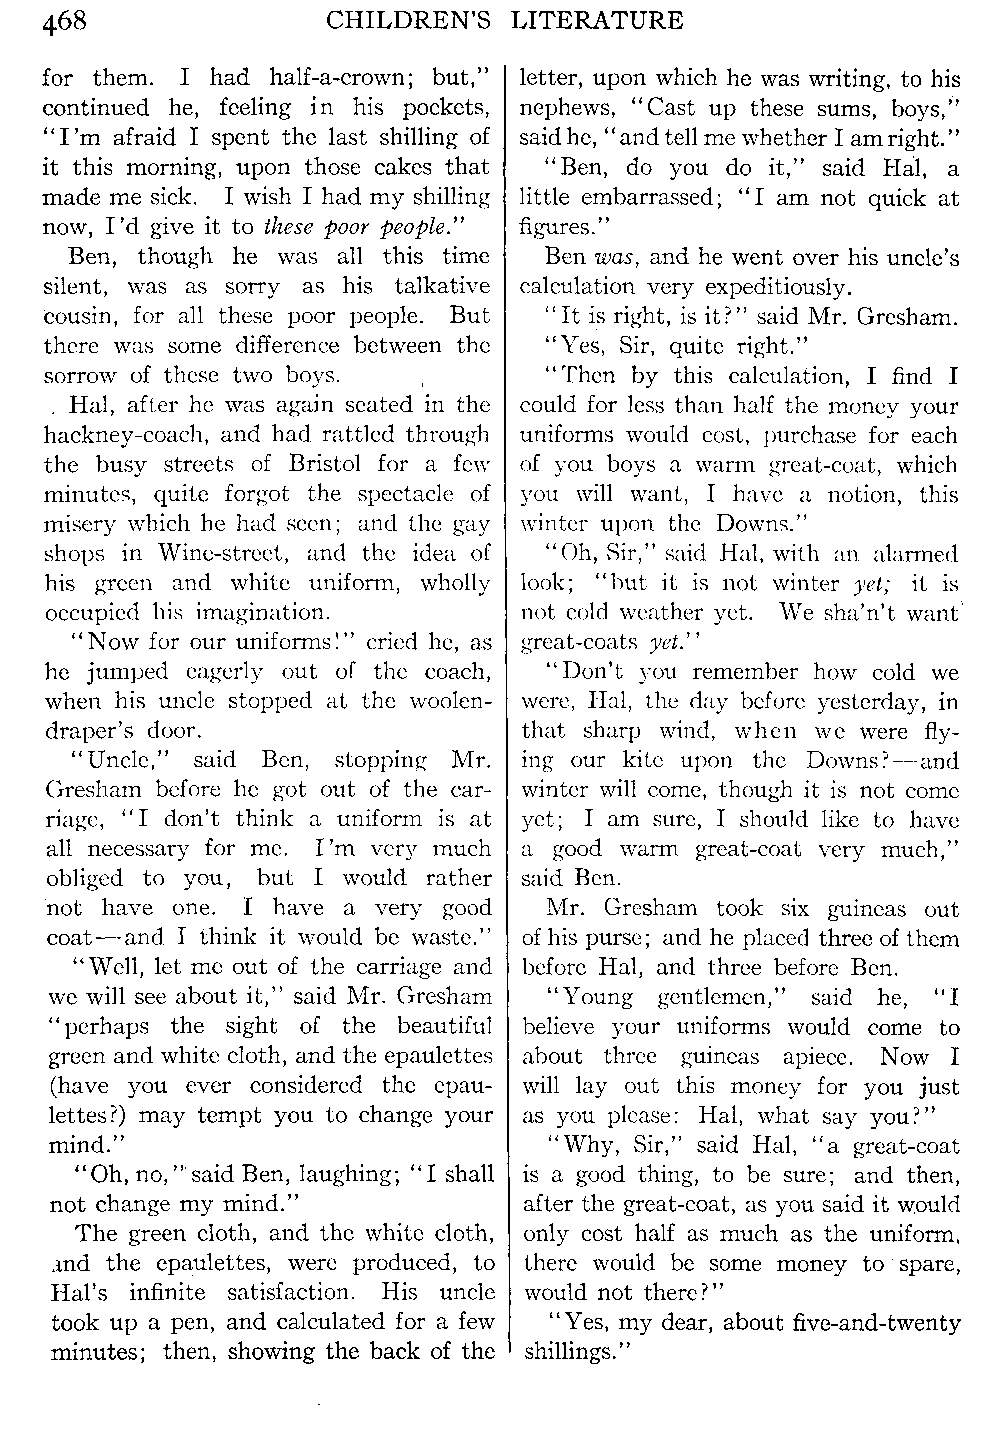 468 CHILDREN'S LITERATURE
for them. I had half-a-crown; but,"
continued he, feeling in his pockets,
"I'm afraid I spent the last shilling of
it this morning, upon those cakes that
made me sick. I wish I had my shilling
now, I'd give it to these poor people."
Ben, though he was all this time
silent, was as sorry as his talkative
cousin, for all these poor people. But
there was some difference between the
sorrow of these two boys.
Hal, after he was again seated in the
hackney-coach, and had rattled through
the busy streets of Bristol for a few
minutes, quite forgot the spectacle of
misery which he had seen; and the gay
shops in Wine-street, and the idea of
his green and white uniform, wholly
occupied his imagination.
"Now for our uniforms!" cried he, as
he jumped eagerly out of the coach,
when his uncle stopped at the woolen-
draper's door.
"Uncle," said Ben, stopping Mr.
Gresham before he got out of the car-
riage, "I don't think a uniform is at
all necessary for me. I'm very much
obliged to you, but I would rather
not have one. I have a very good
coat—and I think it would be waste."
"Well, let me out of the carriage and
we will see about it," said Mr. Gresham
"perhaps the sight of the beautiful
green and white cloth, and the epaulettes
(have you ever considered the epau-
lettes?) may tempt you to change your
mind."
"Oh, no," said Ben, laughing; "I shall
not change my mind."
The green cloth, and the white cloth,
and the epaulettes, were produced, to
Hal's infinite satisfaction. His uncle
took up a pen, and calculated for a few
minutes; then, showing the back of the
letter, upon which he was writing, to his
nephews, "Cast up these sums, boys,"
said he, "and tell me whether I am right."
"Ben, do you do it," said Hal, a
little embarrassed; "I am not quick at
figures."
Ben was, and he went over his uncle's
calculation very expeditiously.
"It is right, is it?" said Mr. Gresham.
"Yes, Sir, quite right."
"Then by this calculation, I find I
could for less than half the money your
uniforms would cost, purchase for each
of you boys a warm great-coat, which
you will want, I have a notion, this
winter upon the Downs."
"Oh, Sir," said Hal, with an alarmed
look; "but it is not winter yet; it is
not cold weather yet. We sha'n't want
great-coats yet."
"Don't you remember how cold we
were, Hal, the day before yesterday, in
that sharp wind, when we were fly-
ing our kite upon the Downs?—and
winter will come, though it is not come
yet; I am sure, I should like to have
a good warm great-coat very much,"
said Ben.
Mr. Gresham took six guineas out
of his purse; and he placed three of them
before Hal, and three before Ben.
"Young gentlemen," said he, "I
believe your uniforms would come to
about three guineas apiece. Now I
will lay out this money for you just
as you please: Hal, what say you?"
"Why, Sir," said Hal, "a great-coat
is a good thing, to be sure; and then,
after the great-coat, as you said it would
only cost half as much as the uniform,
there would be some money to spare,
would not there?"
"Yes, my dear, about five-and-twenty
shillings."